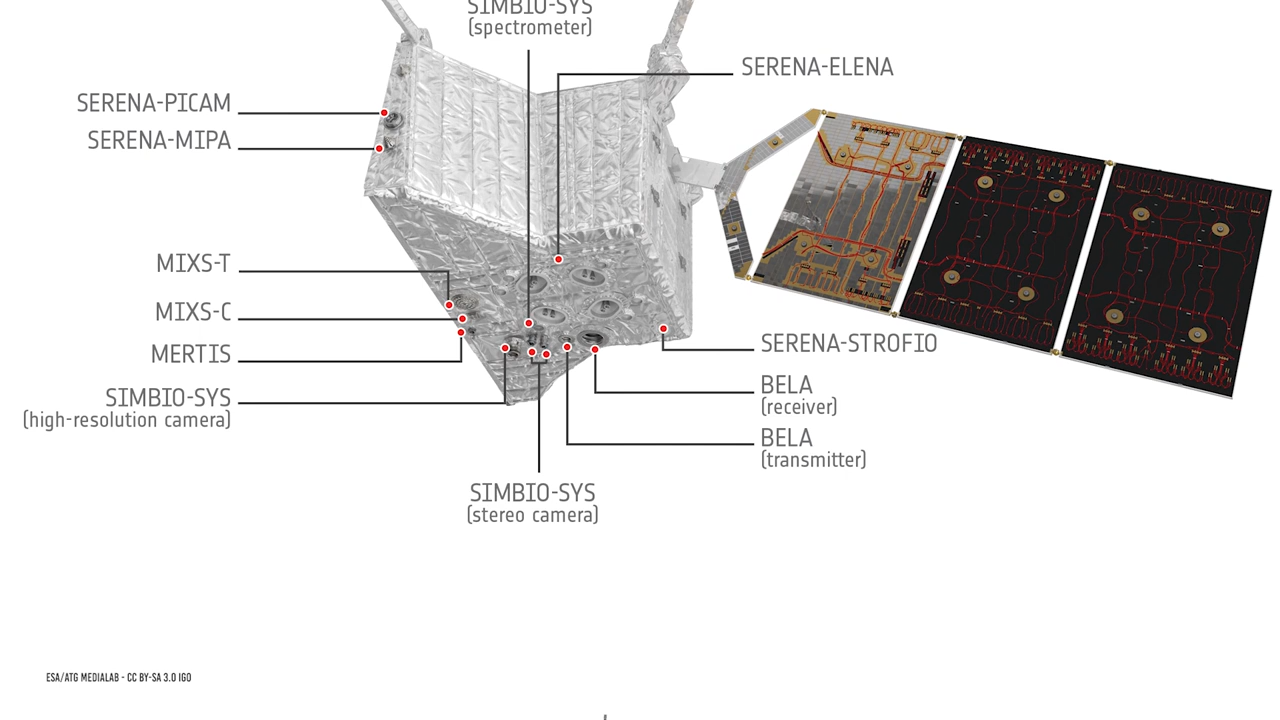 SIMBIO-SYS
(spectrometer)
SERENA-ELENA
SERENA-PICAM
SERENA-MIPA
MIXS-T
MIXS-C
MERTIS
SIMBIO-SYS
(high-resolution camera)
SERENA-STROFIO
BELA
(receiver)
BELA
(transmitter)
SIMBIO-SYS
(stereo camera)
ESA/ATG MEDIALAB - CC BY-SA 3.0 IGO